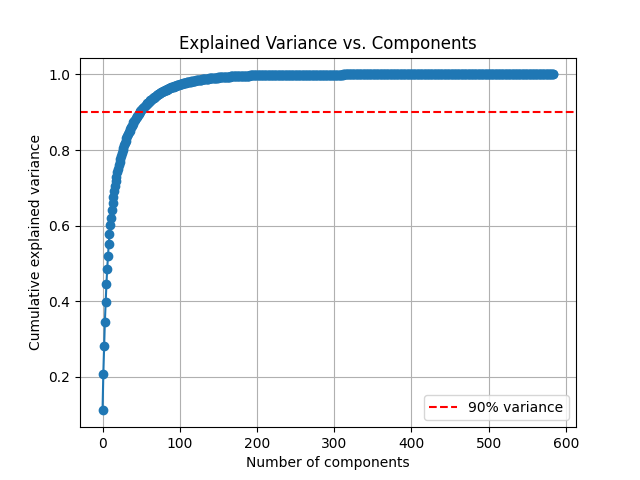 Explained Variance vs. Components
Cumulative explained variance
1.0
0.8
0.6
0.4
0.2
90% variance
0 100 200 300 400 500 600
Number of components